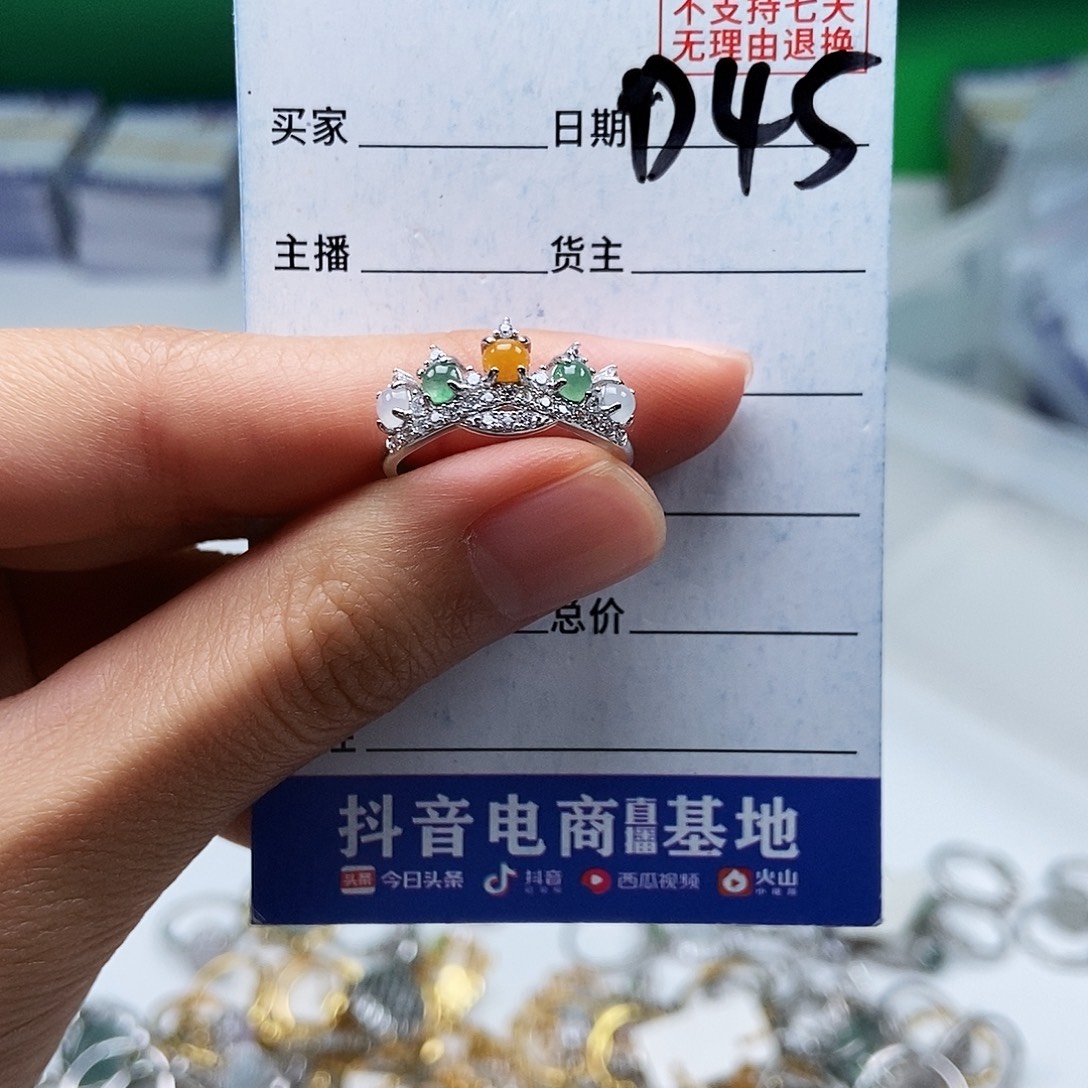 不支持七天
无理由退换
买家 日期 D45
主播 货主
总价
抖音电商直播基地
今日头条 抖音 西瓜视频 火山